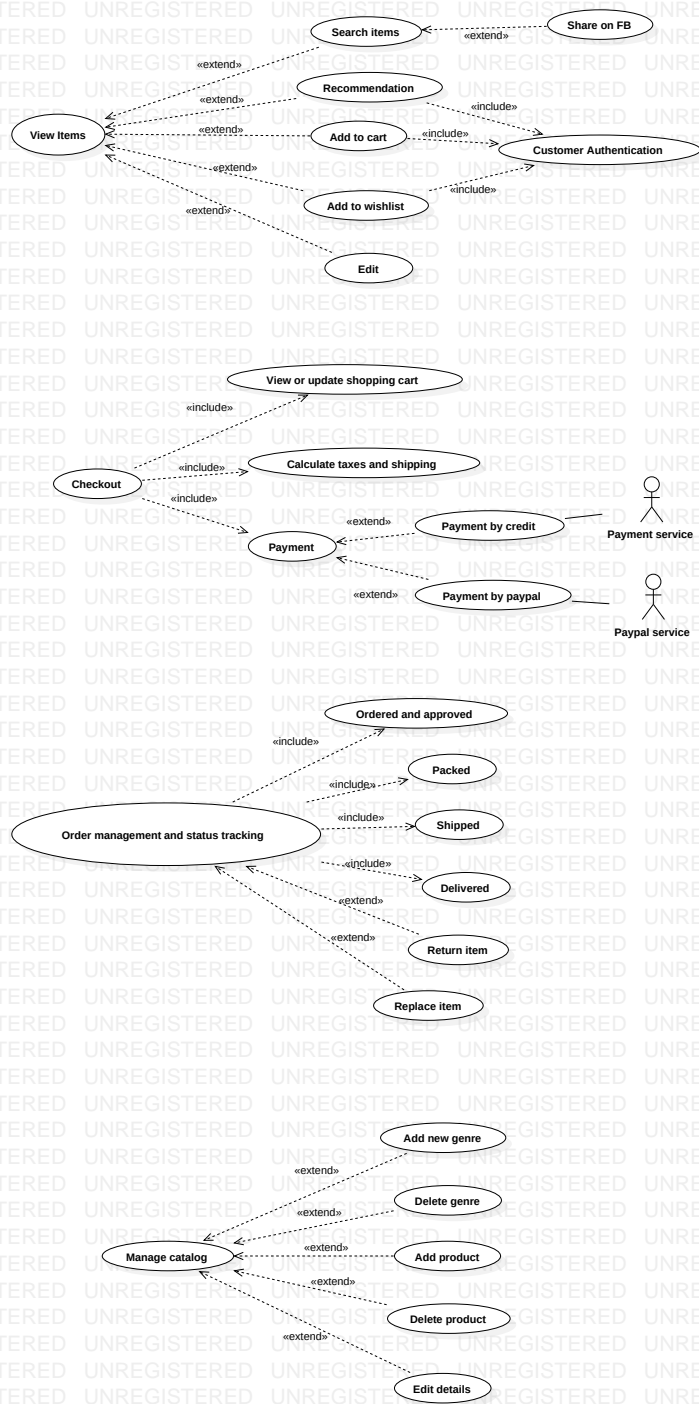 Share on FB
Search items
«extend»
«extend»
Recommendation
«extend»
«include»
View Items
«extend»
Add to cart
«include»
Customer Authentication
«extend»
«include»
Add to wishlist
«extend»
Edit
View or update shopping cart
«include»
Calculate taxes and shipping
«include»
Checkout
«include»
«extend»
Payment by credit
Payment service
Payment
«extend»
Payment by paypal
Paypal service
Ordered and approved
«include»
Packed
«include»
«include»
Shipped
Order management and status tracking
«include»
Delivered
«extend»
«extend»
Return item
Replace item
Add new genre
«extend»
Delete genre
«extend»
«extend»
Manage catalog
Add product
«extend»
Delete product
«extend»
Edit details
UNREGISTERED